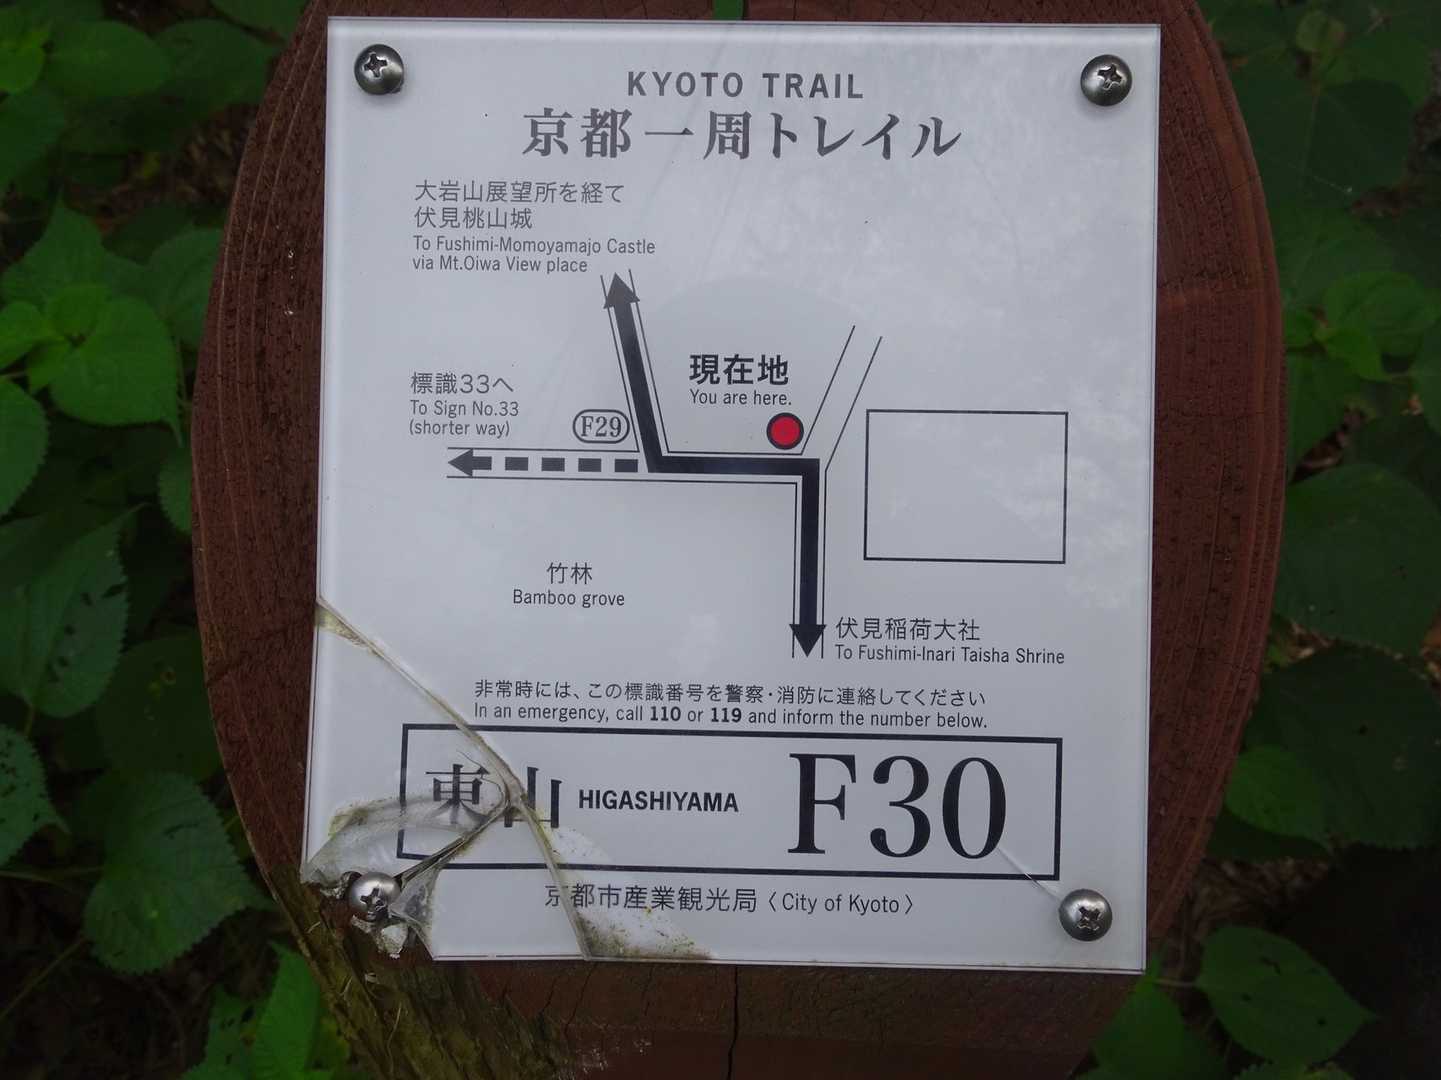 KYOTO TRAIL
京都一周トレイル
大岩山展望所を経て
伏見桃山城
To Fushimi-Momoyamajo Castle
via Mt.Oiwa View place
現在地
You are here.
標識33へ
To Sign No.33
(shorter way)
F29
竹林
Bamboo grove
伏見稲荷大社
To Fushimi-Inari Taisha Shrine
非常時には、この標識番号を警察・消防に連絡してください
In an emergency, call 110 or 119 and inform the number below.
東山 HIGASHIYAMA F30
京都市産業観光局〈City of Kyoto〉